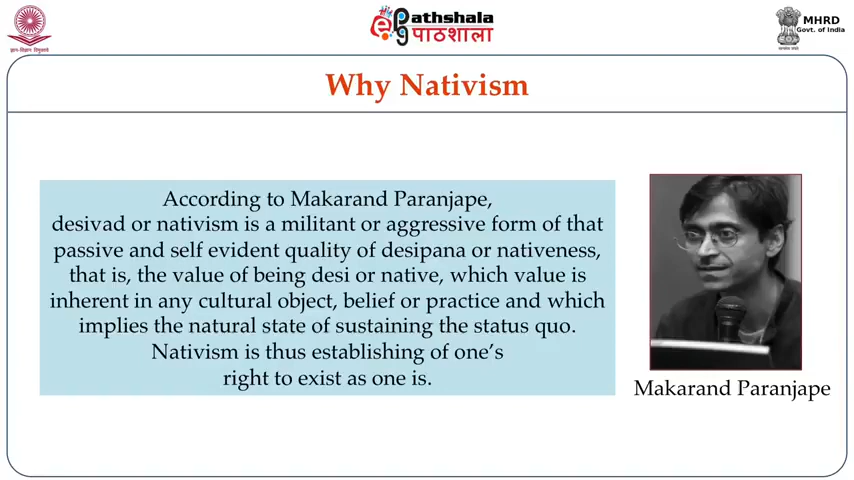 ज्ञान-विज्ञान विमुक्तये
ePathshala
पाठशाला
MHRD
Govt. of India
सत्यमेव जयते
Why Nativism
According to Makarand Paranjape,
desivad or nativism is a militant or aggressive form of that
passive and self evident quality of desipana or nativeness,
that is, the value of being desi or native, which value is
inherent in any cultural object, belief or practice and which
implies the natural state of sustaining the status quo.
Nativism is thus establishing of one's
right to exist as one is.
Makarand Paranjape